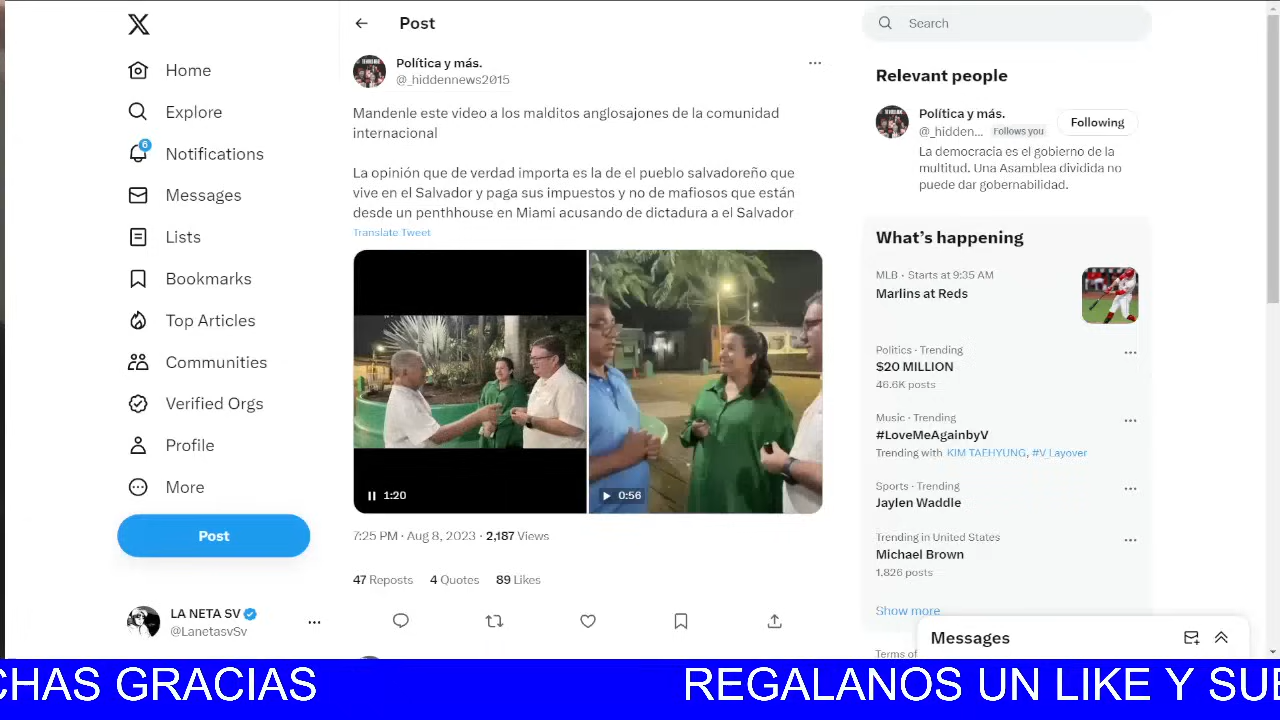 Home
Explore
6
Notifications
Messages
Lists
Bookmarks
Top Articles
Communities
Verified Orgs
Profile
More
Post
LA NETA SV
@LanetasvSv
Post
Política y más.
@_hiddennews2015
Mandenle este video a los malditos anglosajones de la comunidad
internacional
La opinión que de verdad importa es la de el pueblo salvadoreño que
vive en el Salvador y paga sus impuestos y no de mafiosos que están
desde un penthhouse en Miami acusando de dictadura a el Salvador
Translate Tweet
1:20
0:56
7:25 PM · Aug 8, 2023 · 2,187 Views
47 Reposts 4 Quotes 89 Likes
Search
Relevant people
Política y más.
@_hidden... Follows you
Following
La democracia es el gobierno de la
multitud. Una Asamblea dividida no
puede dar gobernabilidad.
What's happening
MLB · Starts at 9:35 AM
Marlins at Reds
Politics · Trending
$20 MILLION
46.6K posts
Music · Trending
#LoveMeAgainbyV
Trending with KIM TAEHYUNG, #V_Layover
Sports · Trending
Jaylen Waddle
Trending in United States
Michael Brown
1,826 posts
Show more
Terms of
Messages
CHAS GRACIAS REGALANOS UN LIKE Y SUB